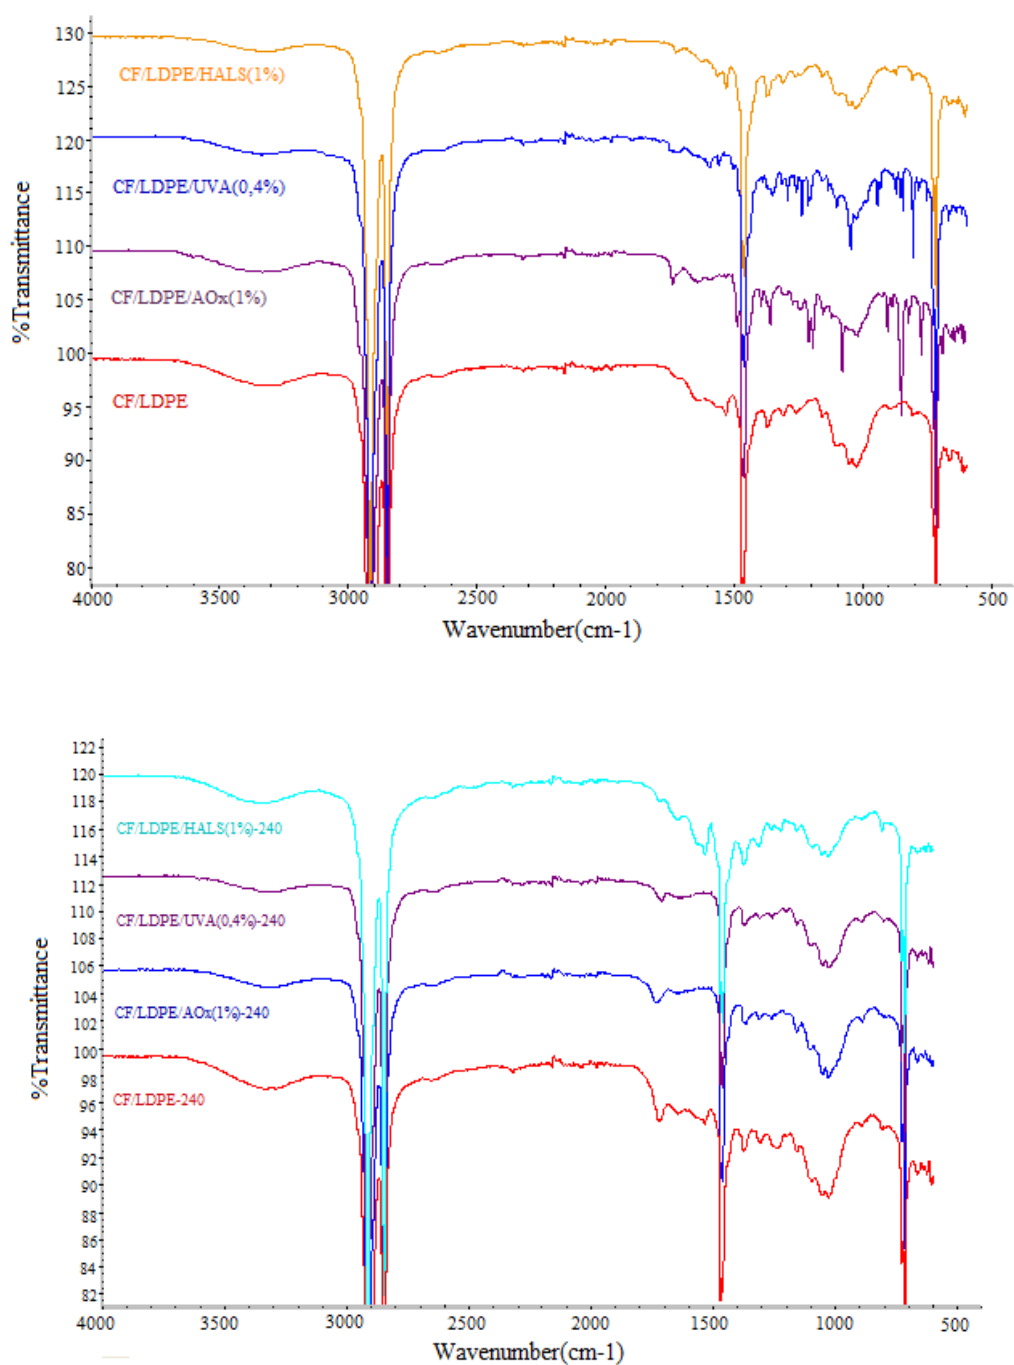 130
CF/LDPE/HALS(1%)
125
120
CF/LDPE/UVA(0,4%)
115
110
CF/LDPE/AOx(1%)
105
100
CF/LDPE
95
90
85
80
%Transmittance
4000 3500 3000 2500 2000 1500 1000 500
Wavenumber(cm-1)
122
120
118
CF/LDPE/HALS(1%)-240
116
114
112
110
CF/LDPE/UVA(0,4%)-240
108
106
104
CF/LDPE/AOx(1%)-240
102
100
98
CF/LDPE-240
96
94
92
90
88
86
84
82
%Transmittance
4000 3500 3000 2500 2000 1500 1000 500
Wavenumber(cm-1)